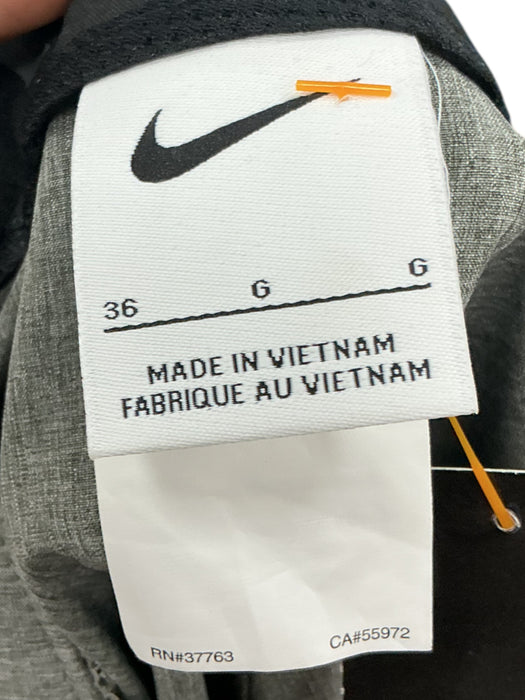 36 G G
MADE IN VIETNAM
FABRIQUE AU VIETNAM
RN#37763 CA#55972